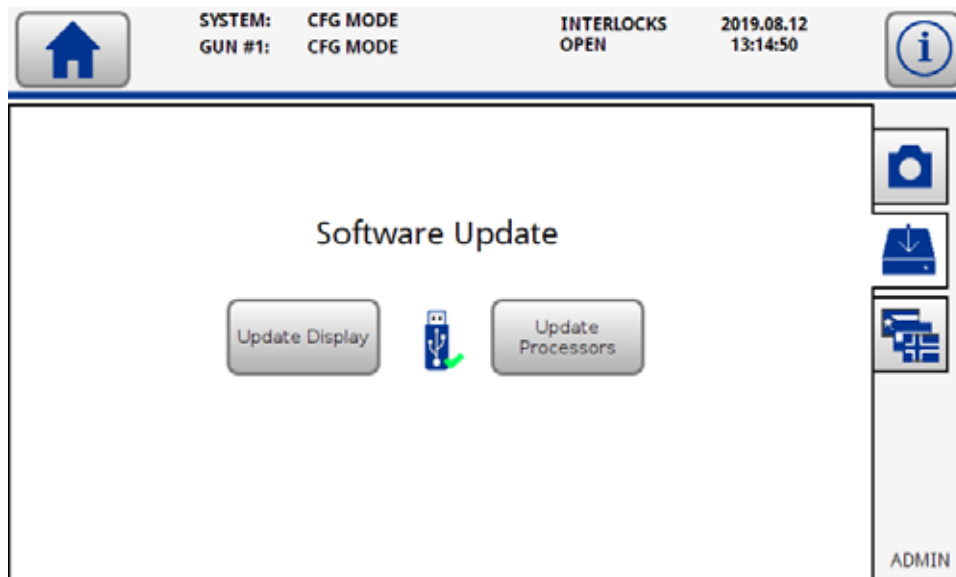 SYSTEM: CFG MODE
GUN #1: CFG MODE
INTERLOCKS
OPEN
2019.08.12
13:14:50
i
Software Update
Update Display
Update
Processors
ADMIN